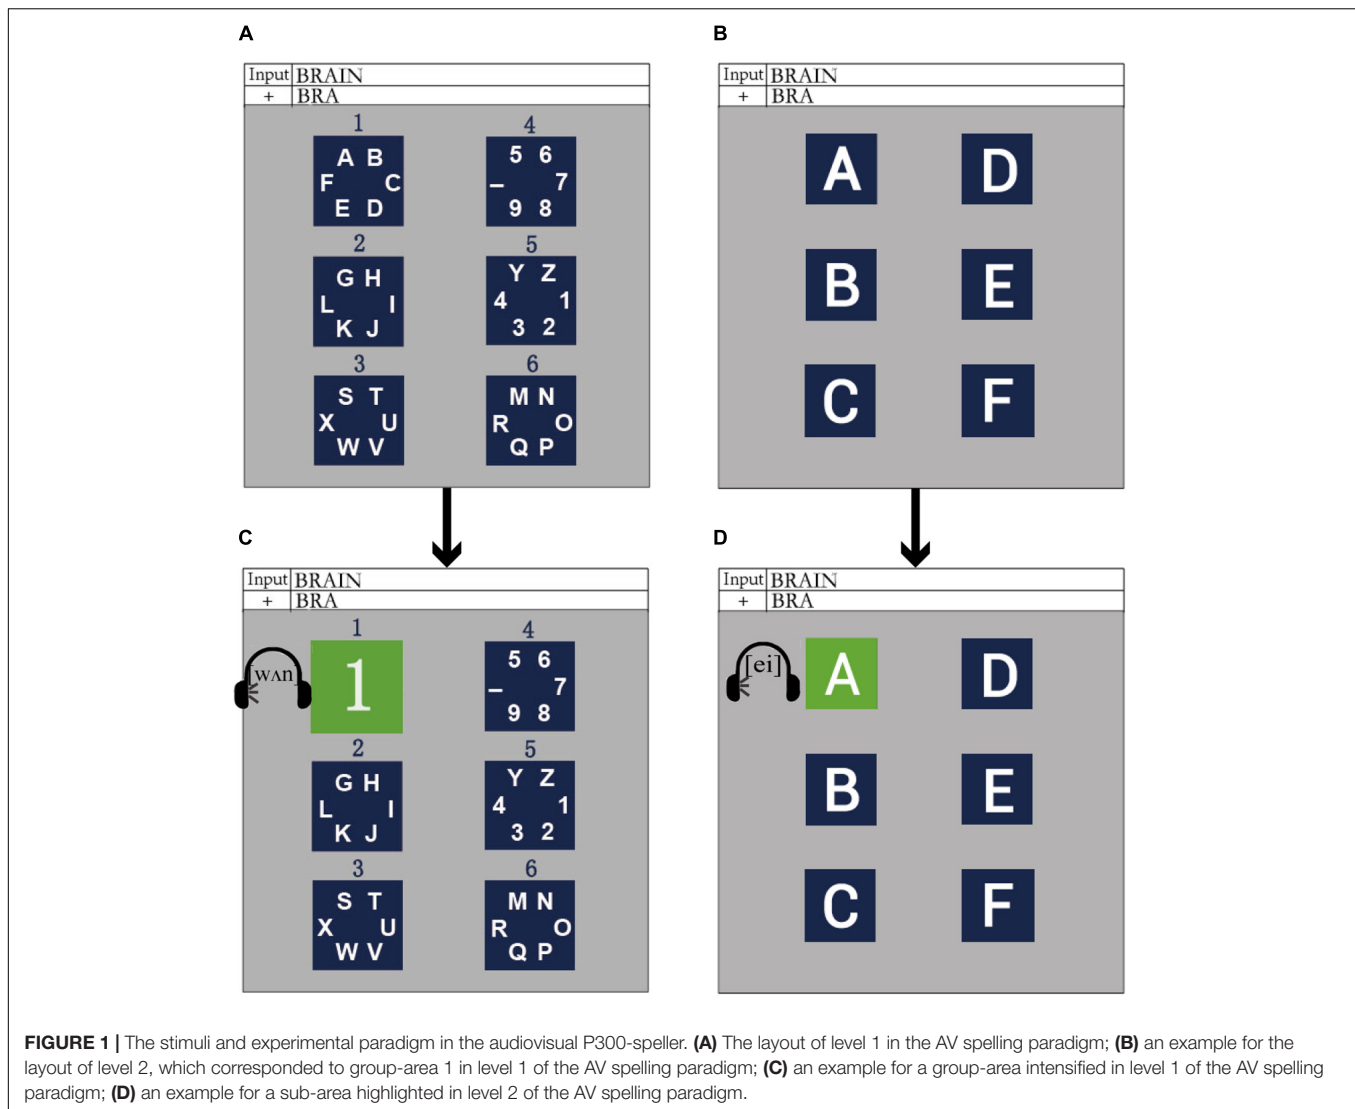 A
Input BRAIN
+ BRA
1
A B
F C
E D
4
5 6
– 7
9 8
2
G H
L I
K J
5
Y Z
4 1
3 2
3
S T
X U
W V
6
M N
R O
Q P
B
Input BRAIN
+ BRA
A D
B E
C F
C
Input BRAIN
+ BRA
[wʌn]
1
1
4
5 6
– 7
9 8
2
G H
L I
K J
5
Y Z
4 1
3 2
3
S T
X U
W V
6
M N
R O
Q P
D
Input BRAIN
+ BRA
[ei]
A D
B E
C F
FIGURE 1 | The stimuli and experimental paradigm in the audiovisual P300-speller. (A) The layout of level 1 in the AV spelling paradigm; (B) an example for the
layout of level 2, which corresponded to group-area 1 in level 1 of the AV spelling paradigm; (C) an example for a group-area intensified in level 1 of the AV spelling
paradigm; (D) an example for a sub-area highlighted in level 2 of the AV spelling paradigm.